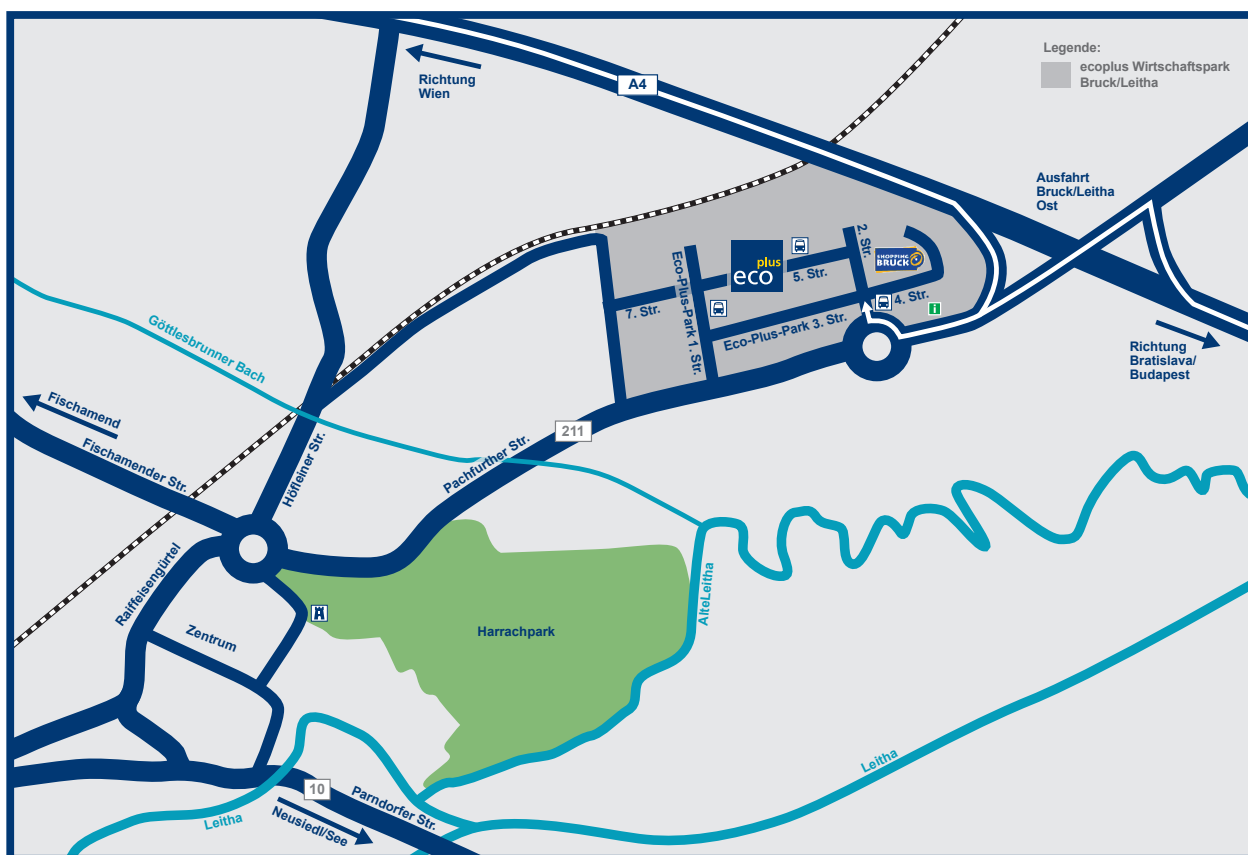 Legende:
ecoplus Wirtschaftspark
Bruck/Leitha
Richtung
Wien
A4
Ausfahrt
Bruck/Leitha
Ost
2. Str.
plus
eco
SHOPPING
BRUCK
5. Str.
Eco-Plus-Park 1. Str.
7. Str.
4. Str.
i
Eco-Plus-Park 3. Str.
Richtung
Bratislava/
Budapest
Göttlesbrunner Bach
Fischamend
Fischamender Str.
Höfleiner Str.
211
Pachfurther Str.
Raiffeisengürtel
Zentrum
Harrachpark
AlteLeitha
Leitha
10
Parndorfer Str.
Neusiedl/See
Leitha